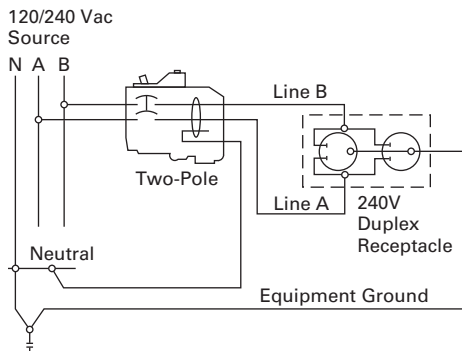 120/240 Vac
Source
N A B
Line B
Two-Pole
Line A
240V
Duplex
Receptacle
Neutral
Equipment Ground